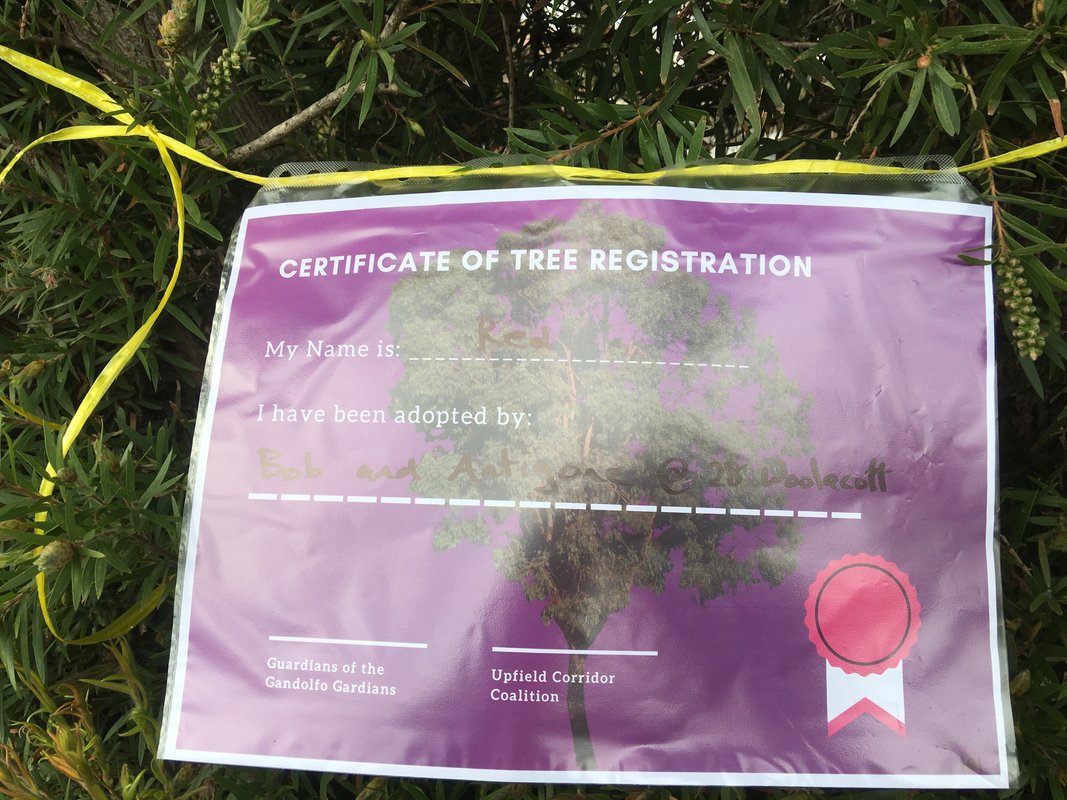 CERTIFICATE OF TREE REGISTRATION
My Name is: Red
I have been adopted by:
Bob and Antigone @ 28 Woolacott
Guardians of the
Gandolfo Gardians
Upfield Corridor
Coalition